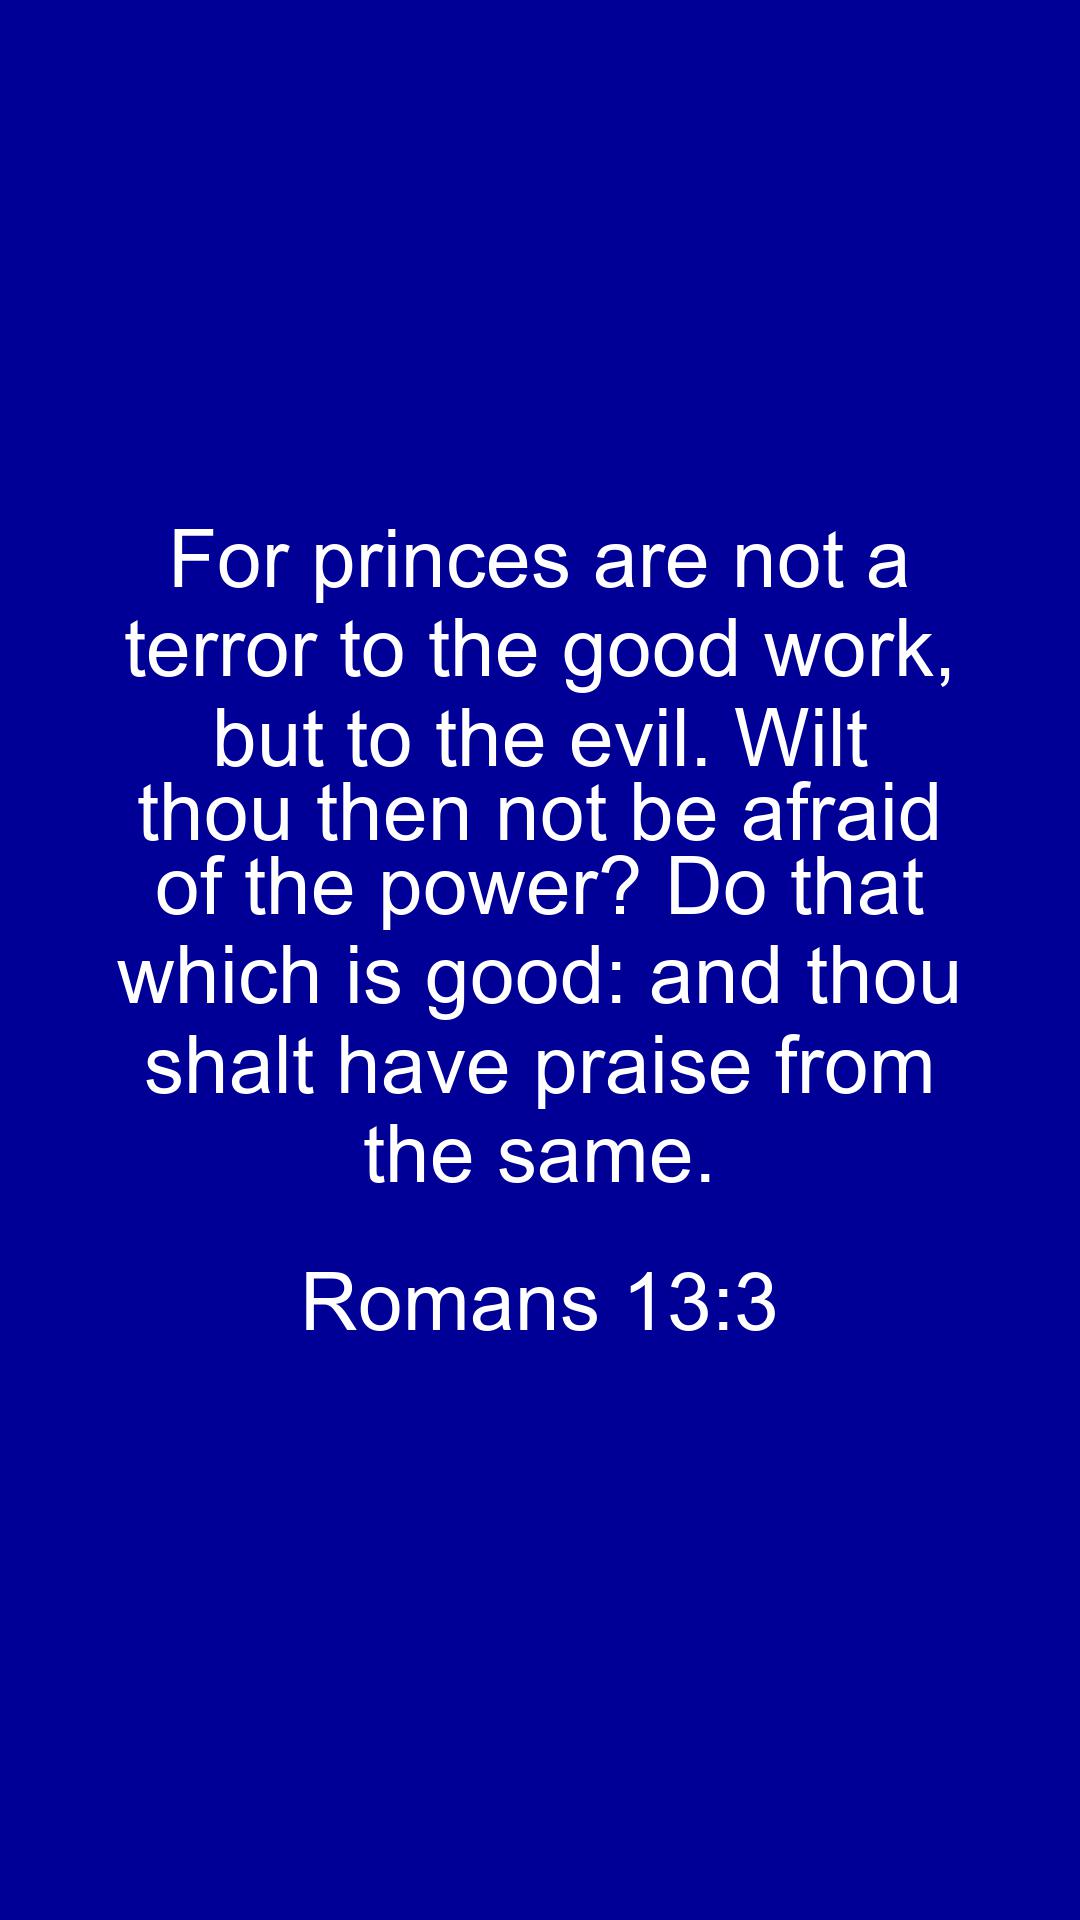 For princes are not a
terror to the good work,
but to the evil. Wilt
thou then not be afraid
of the power? Do that
which is good: and thou
shalt have praise from
the same.
Romans 13:3